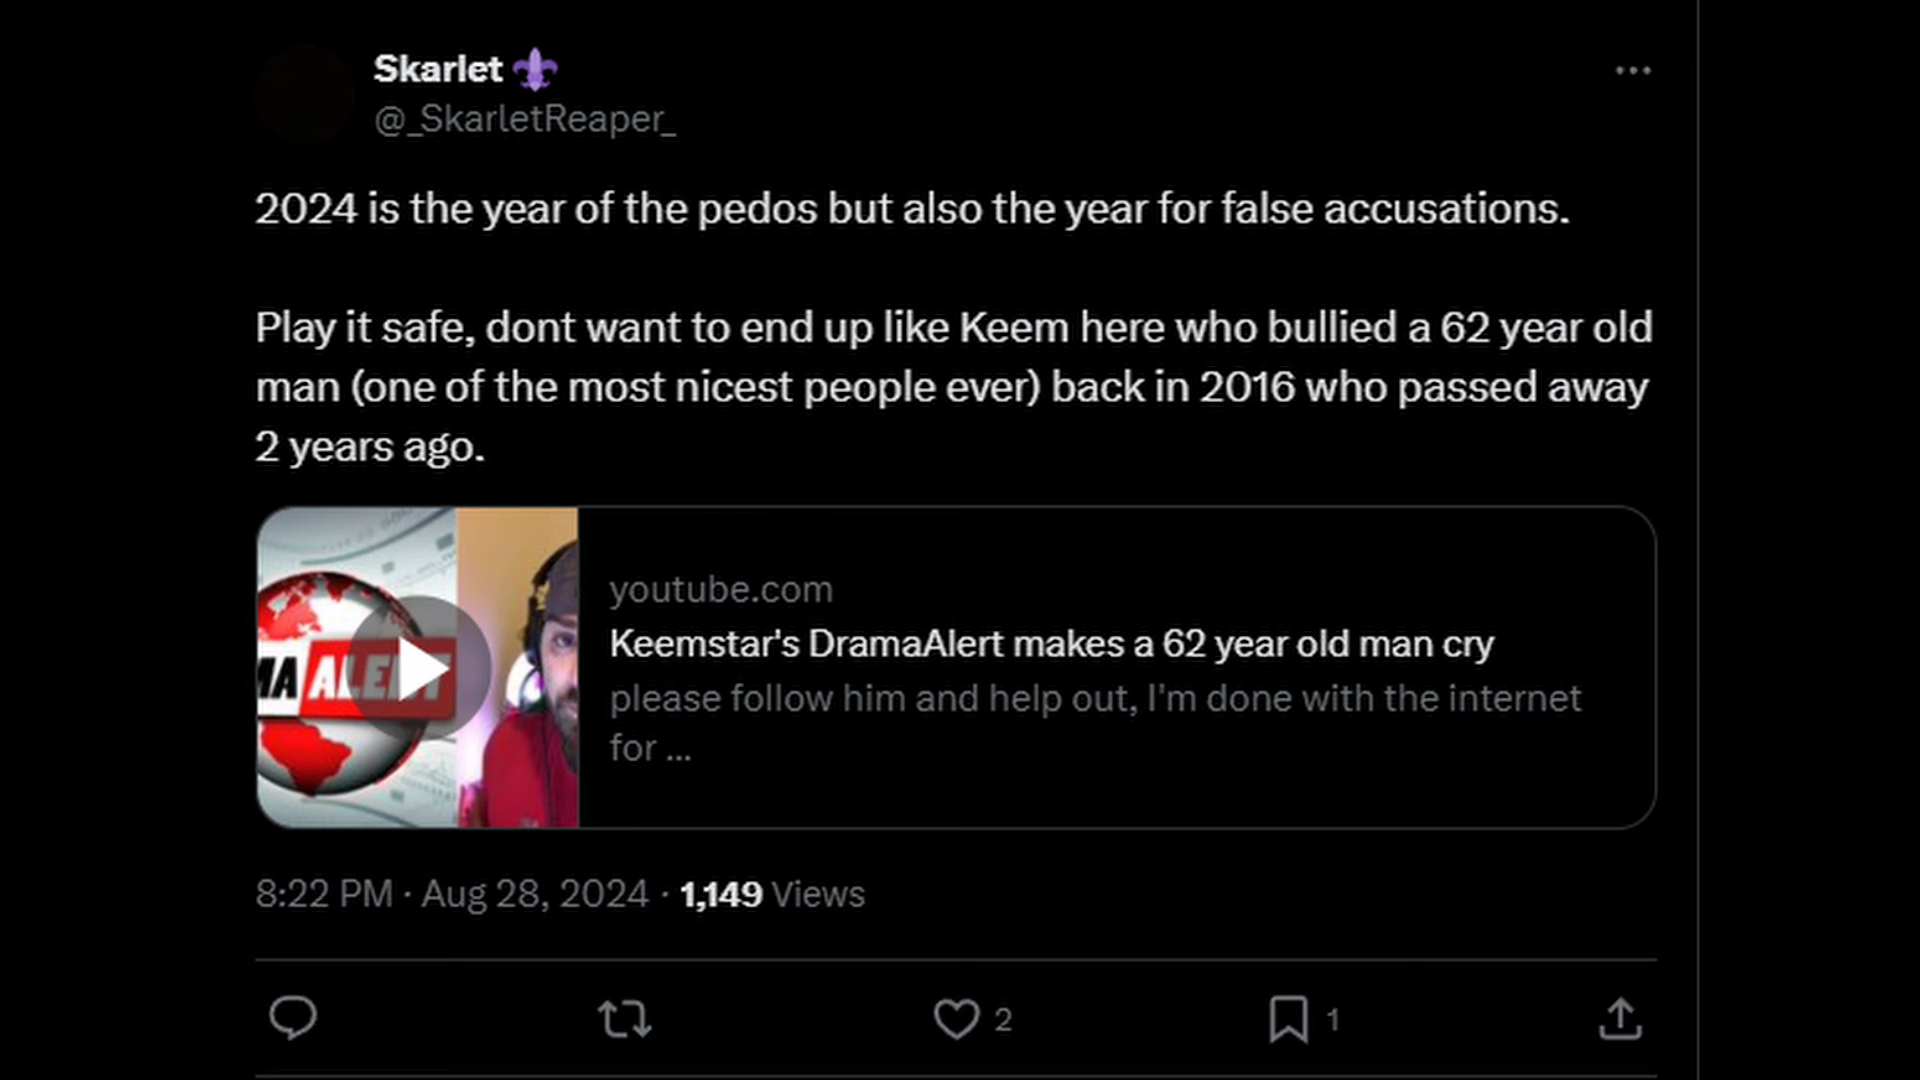 Skarlet
@_SkarletReaper_
2024 is the year of the pedos but also the year for false accusations.
Play it safe, dont want to end up like Keem here who bullied a 62 year old
man (one of the most nicest people ever) back in 2016 who passed away
2 years ago.
MA ALERT
youtube.com
Keemstar's DramaAlert makes a 62 year old man cry
please follow him and help out, I'm done with the internet
for ...
8:22 PM · Aug 28, 2024 · 1,149 Views
2
1